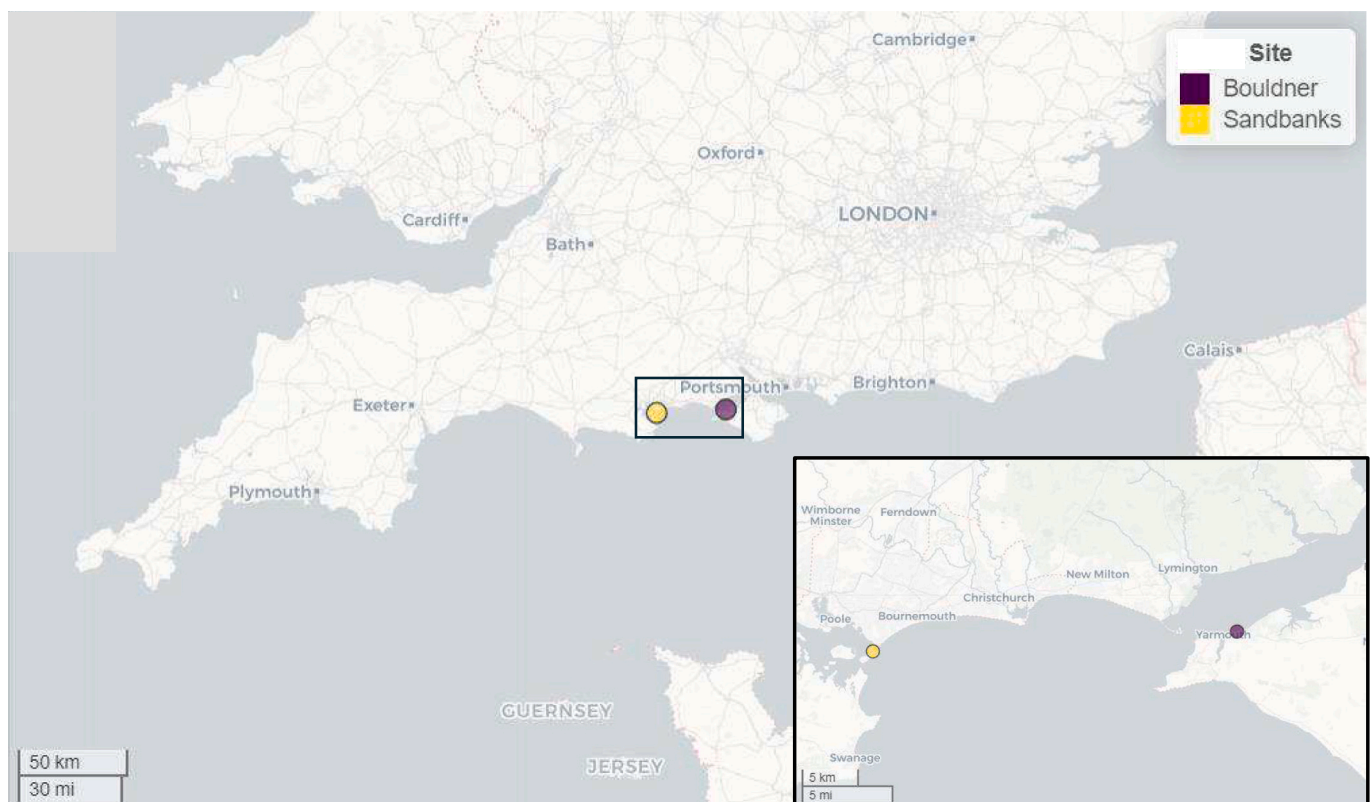 Cambridge
Site
Bouldner
Sandbanks
Oxford
LONDON
Cardiff
Bath
Calais
Portsmouth
Brighton
Exeter
Plymouth
Wimborne
Minster
Ferndown
New Milton
Lymington
Christchurch
Bournemouth
Poole
Yarmouth
GUERNSEY
JERSEY
Swanage
50 km
30 mi
5 km
5 mi